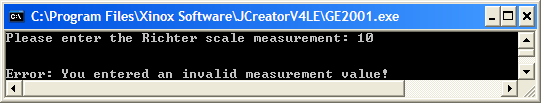 C:\Program Files\Xinox Software\JCreatorV4LE\GE2001.exe
Please enter the Richter scale measurement: 10
Error: You entered an invalid measurement value!